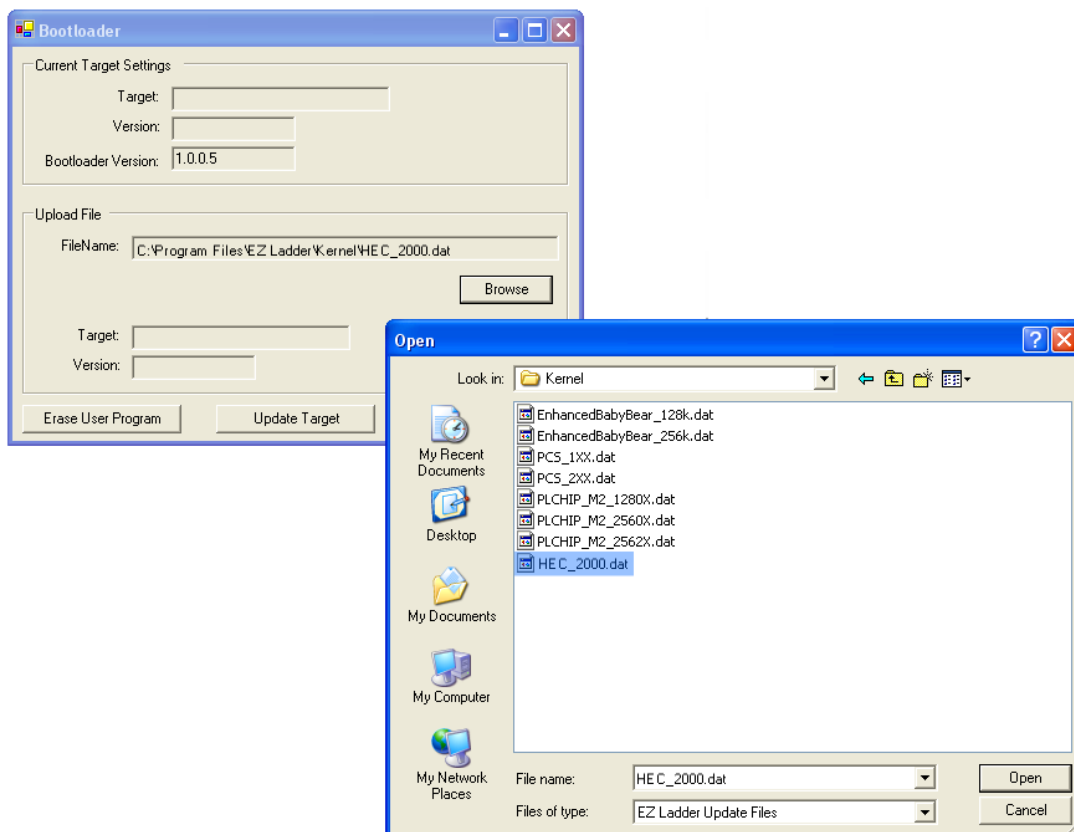 Bootloader
Current Target Settings
Target:
Version:
Bootloader Version: 1.0.0.5
Upload File
FileName: C:\Program Files\EZ Ladder\Kernel\HEC_2000.dat
Browse
Target:
Version:
Erase User Program Update Target
Open
Look in: Kernel
My Recent Documents
Desktop
My Documents
My Computer
My Network Places
EnhancedBabyBear_128k.dat
EnhancedBabyBear_256k.dat
PCS_1XX.dat
PCS_2XX.dat
PLCHIP_M2_1280X.dat
PLCHIP_M2_2560X.dat
PLCHIP_M2_2562X.dat
HEC_2000.dat
File name: HEC_2000.dat Open
Files of type: EZ Ladder Update Files Cancel